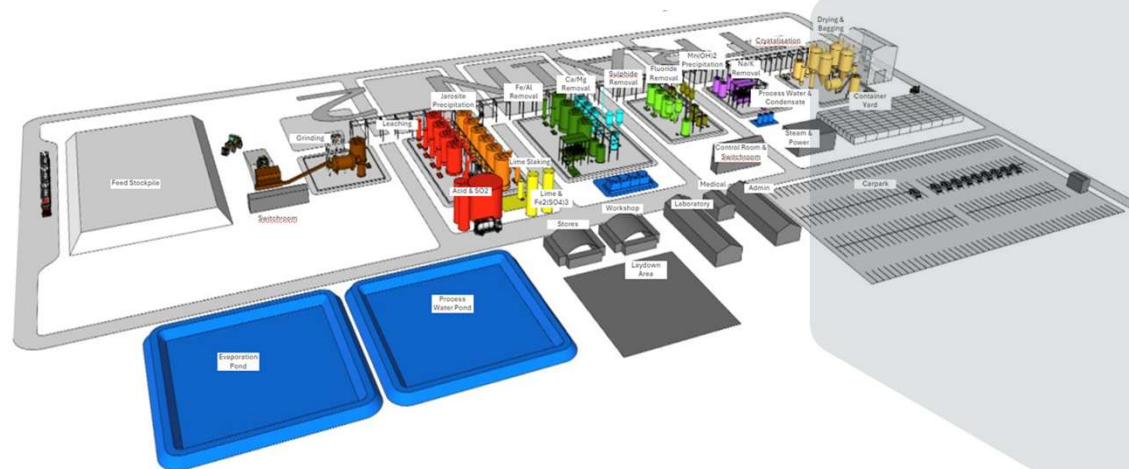 Drying &
Bagging
Crystalisation
Mn(OH)2
Precipitation
Na/K
Removal
Fluoride
Removal
Sulphide
Removal
Ca/Mg
Removal
Fe/Al
Removal
Jarosite
Precipitation
Leaching
Grinding
Process Water &
Condensate
Container
Yard
Steam &
Power
Control Room &
Switchroom
Feed Stockpile
Switchroom
Lime Slaking
Acid & SO2
Lime &
Fe2(SO4)3
Medical
Admin
Carpark
Laboratory
Workshop
Stores
Laydown
Area
Process
Water Pond
Evaporation
Pond